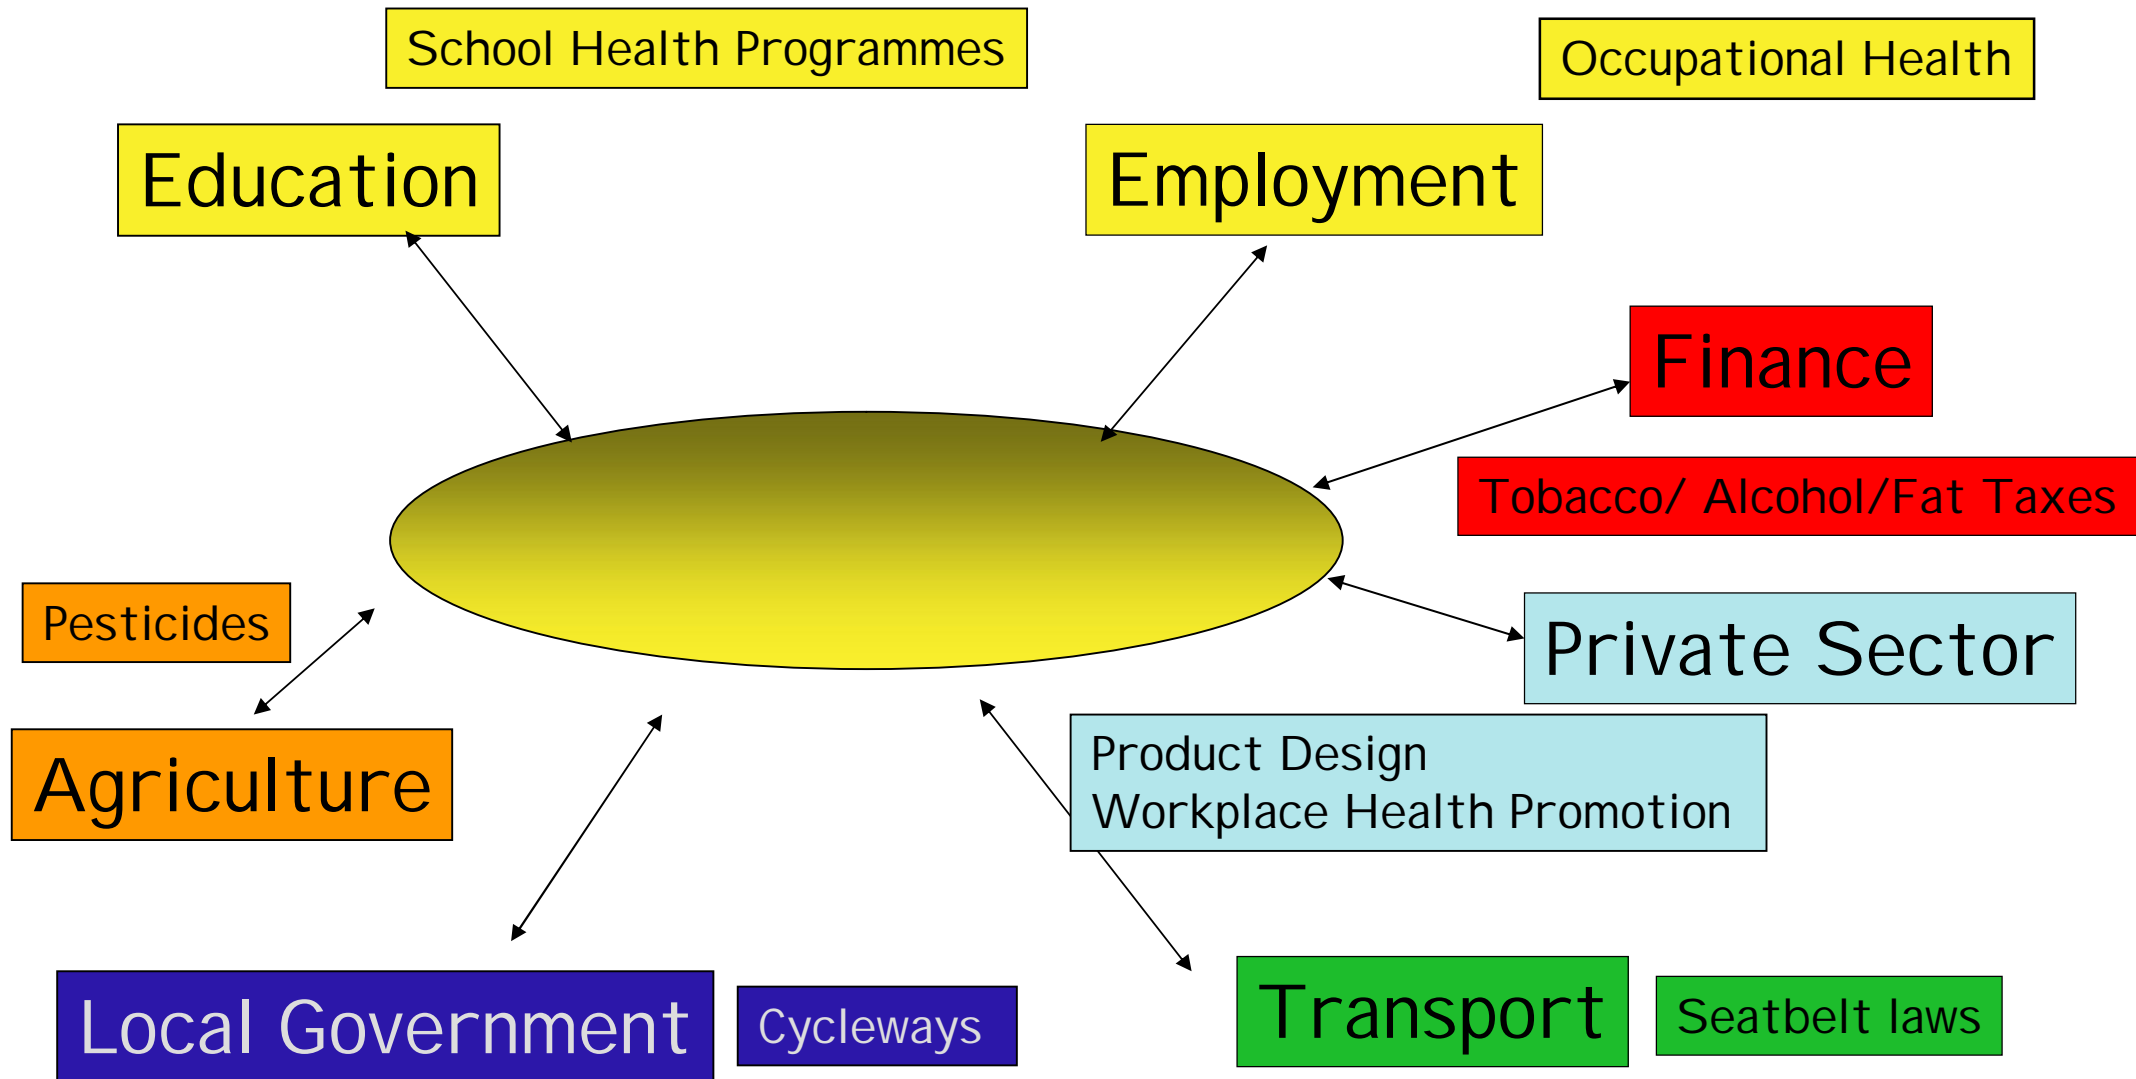 School Health Programmes
Occupational Health
Education
Employment
Finance
Tobacco/ Alcohol/Fat Taxes
Pesticides
Private Sector
Agriculture
Product Design
Workplace Health Promotion
Local Government
Cycleways
Transport
Seatbelt laws